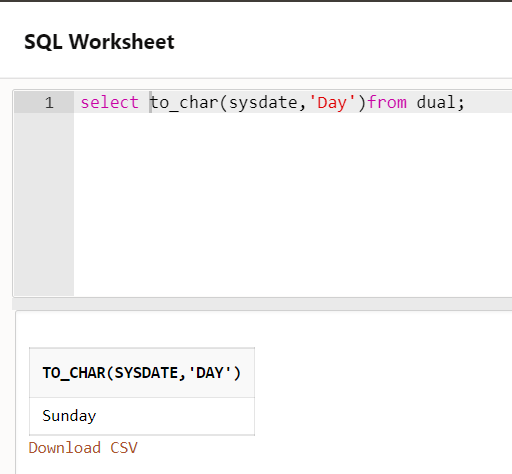 SQL Worksheet
1 select to_char(sysdate,'Day')from dual;
TO_CHAR(SYSDATE,'DAY')
Sunday
Download CSV